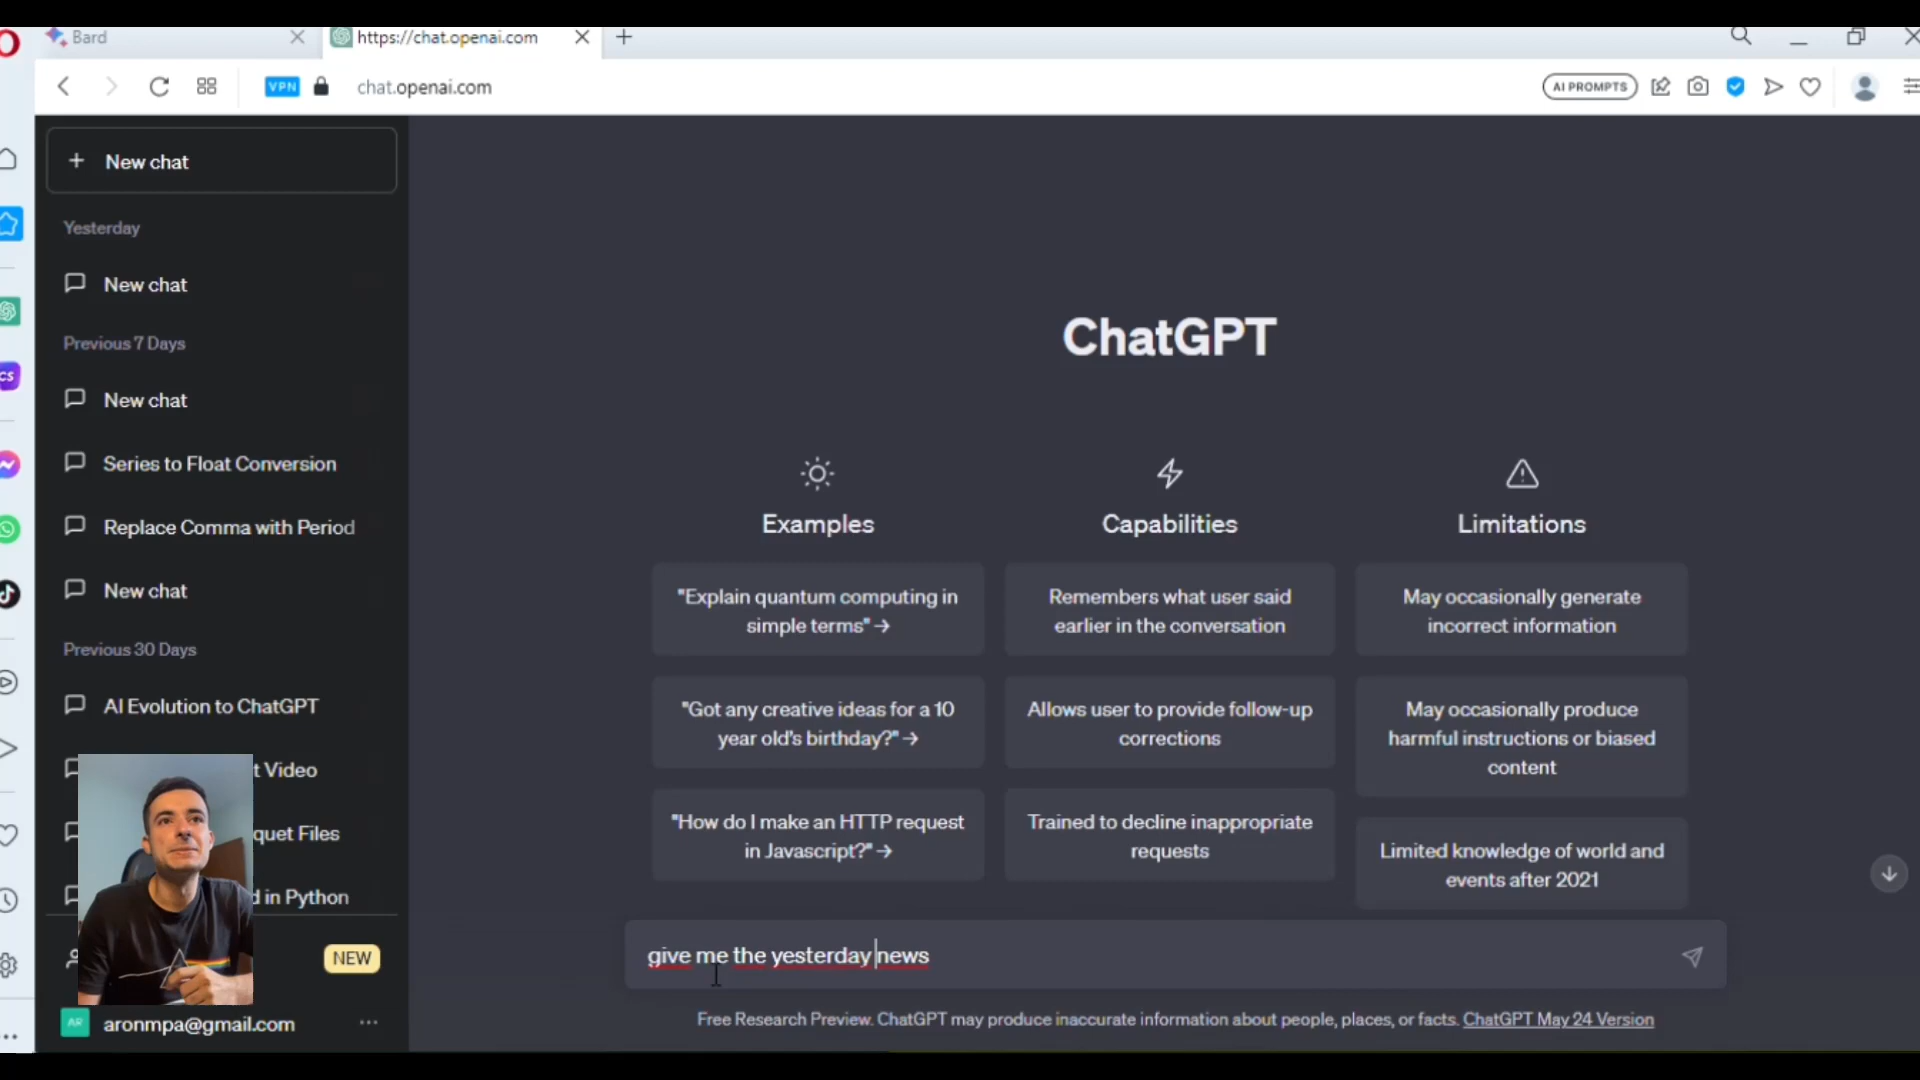 Bard
https://chat.openai.com
VPN
chat.openai.com
AI PROMPTS
New chat
Yesterday
New chat
Previous 7 Days
New chat
Series to Float Conversion
Replace Comma with Period
New chat
Previous 30 Days
AI Evolution to ChatGPT
t Video
quet Files
d in Python
NEW
AR
aronmpa@gmail.com
CS
ChatGPT
Examples
"Explain quantum computing in
simple terms" →
"Got any creative ideas for a 10
year old's birthday?" →
"How do I make an HTTP request
in Javascript?" →
Capabilities
Remembers what user said
earlier in the conversation
Allows user to provide follow-up
corrections
Trained to decline inappropriate
requests
Limitations
May occasionally generate
incorrect information
May occasionally produce
harmful instructions or biased
content
Limited knowledge of world and
events after 2021
give me the yesterday news
Free Research Preview. ChatGPT may produce inaccurate information about people, places, or facts. ChatGPT May 24 Version